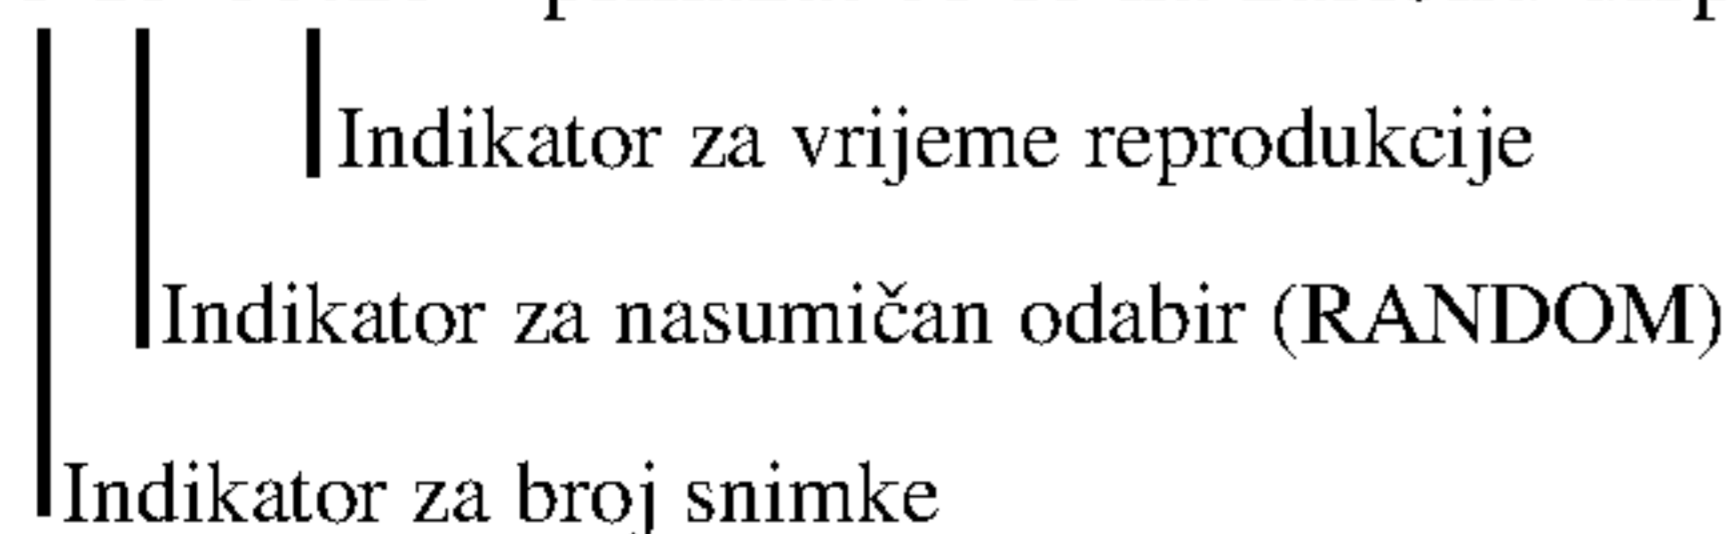 Indikator za vrijeme reprodukcije
Indikator za nasumičan odabir (RANDOM)
Indikator za broj snimke